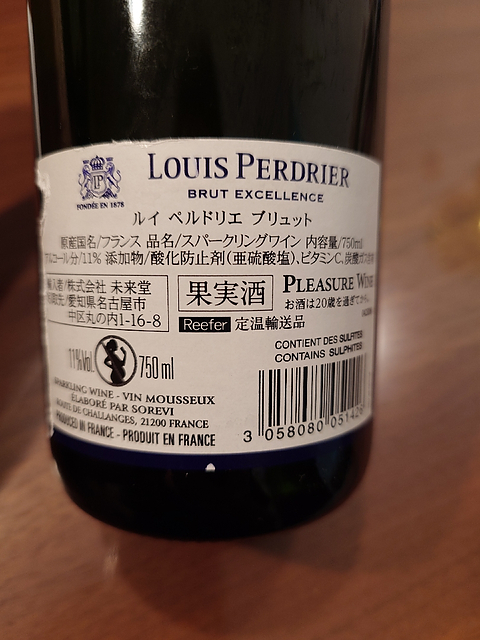 LOUIS PERDRIER
BRUT EXCELLENCE
LP
FONDÉE EN 1878
ルイ ペルドリエ ブリュット
原産国名/フランス 品名/スパークリングワイン 内容量/750ml
アルコール分/11% 添加物/酸化防止剤(亜硫酸塩)、ビタミンC、炭酸ガス
輸入者/株式会社 未来堂
愛知県名古屋市
中区丸の内1-16-8
果実酒
PLEASURE WINE
お酒は20歳を過ぎてから。
Reefer 定温輸送品
CONTIENT DES SULFITES
CONTAINS SULPHITES
11%Vol. 750 ml
SPARKLING WINE - VIN MOUSSEUX
ÉLABORÉ PAR SOREVI
ROUTE DE CHALLANGES, 21200 FRANCE
PRODUCED IN FRANCE - PRODUIT EN FRANCE
3 058080 051426